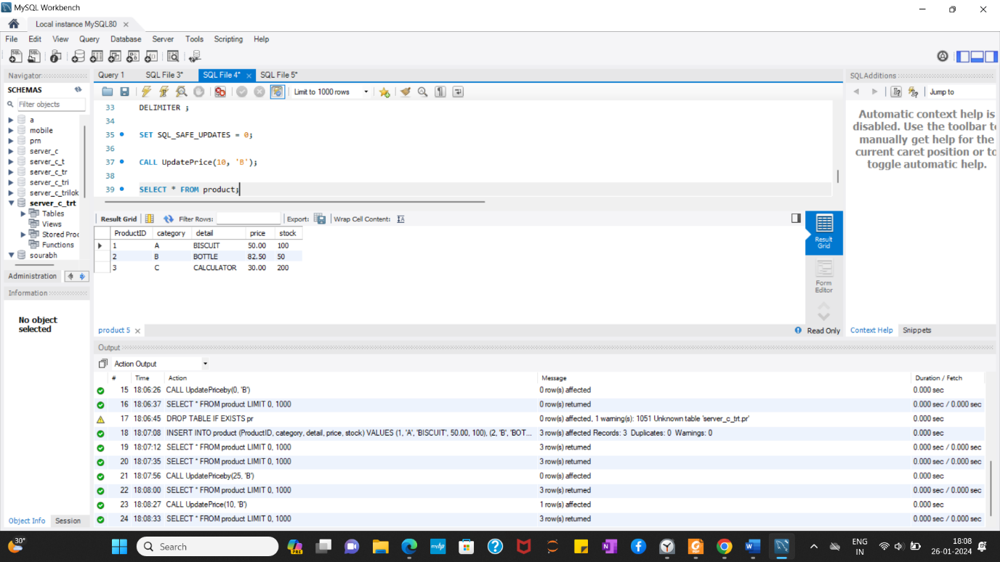 MySQL Workbench
Local instance MySQL80
File Edit View Query Database Server Tools Scripting Help
Navigator
SCHEMAS
Filter objects
a
mobile
prn
server_c
server_c_t
server_c_tr
server_c_tri
server_c_trilok
server_c_trt
Tables
Views
Stored Proc
Functions
sourabh
Administration
Information
No object
selected
Object Info Session
Query 1 SQL File 3* SQL File 4* SQL File 5*
Limit to 1000 rows
33 DELIMITER ;
34
35 SET SQL_SAFE_UPDATES = 0;
36
37 CALL UpdatePrice(10, 'B');
38
39 SELECT * FROM product;
Result Grid Filter Rows: Export: Wrap Cell Content:
ProductID category detail price stock
1 A BISCUIT 50.00 100
2 B BOTTLE 82.50 50
3 C CALCULATOR 30.00 200
Result
Grid
Form
Editor
product 5
Read Only
SQLAdditions
Jump to
Automatic context help is
disabled. Use the toolbar to
manually get help for the
current caret position or to
toggle automatic help.
Context Help Snippets
Output
Action Output
# Time Action Message Duration / Fetch
15 18:06:26 CALL UpdatePriceby(0, 'B') 0 row(s) affected 0.000 sec
16 18:06:37 SELECT * FROM product LIMIT 0, 1000 0 row(s) returned 0.000 sec / 0.000 sec
17 18:06:45 DROP TABLE IF EXISTS pr 0 row(s) affected, 1 warning(s): 1051 Unknown table 'server_c_trt.pr' 0.000 sec
18 18:07:08 INSERT INTO product (ProductID, category, detail, price, stock) VALUES (1, 'A', 'BISCUIT', 50.00, 100), (2, 'B', 'BOT... 3 row(s) affected Records: 3 Duplicates: 0 Warnings: 0 0.000 sec
19 18:07:12 SELECT * FROM product LIMIT 0, 1000 3 row(s) returned 0.000 sec / 0.000 sec
20 18:07:35 SELECT * FROM product LIMIT 0, 1000 3 row(s) returned 0.000 sec / 0.000 sec
21 18:07:56 CALL UpdatePriceby(25, 'B') 0 row(s) affected 0.000 sec
22 18:08:00 SELECT * FROM product LIMIT 0, 1000 3 row(s) returned 0.000 sec / 0.000 sec
23 18:08:27 CALL UpdatePrice(10, 'B') 1 row(s) affected 0.000 sec
24 18:08:33 SELECT * FROM product LIMIT 0, 1000 3 row(s) returned 0.000 sec / 0.000 sec
30°
Search
PRE
myhp
ENG
IN
18:08
26-01-2024